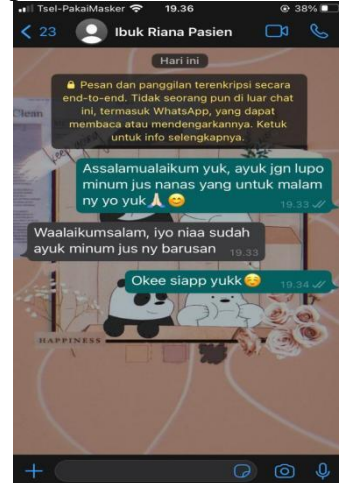 Tsel-PakaiMasker 19.36 38%
23 Ibuk Riana Pasien
Hari ini
Pesan dan panggilan terenkripsi secara
end-to-end. Tidak seorang pun di luar chat
ini, termasuk WhatsApp, yang dapat
membaca atau mendengarkannya. Ketuk
untuk info selengkapnya.
Clean
Assalamualaikum yuk, ayuk jgn lupo
minum jus nanas yang untuk malam
ny yo yuk🙏🏻😊 19.33
Waalaikumsalam, iyo niaa sudah
ayuk minum jus ny barusan 19.33
Okee siapp yukk☺️ 19.34
HAPPINESS